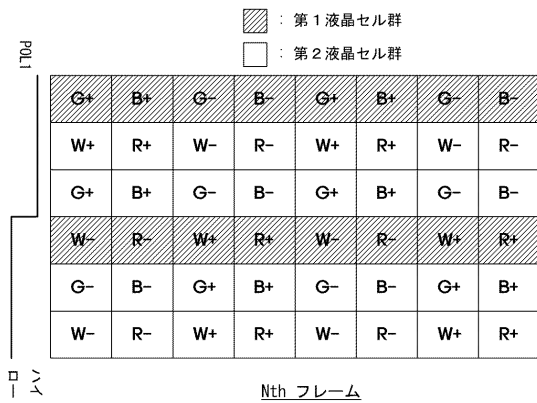 : 第１液晶セル群
: 第２液晶セル群
POL1
G+ B+ G- B- G+ B+ G- B-
W+ R+ W- R- W+ R+ W- R-
G+ B+ G- B- G+ B+ G- B-
W- R- W+ R+ W- R- W+ R+
G- B- G+ B+ G- B- G+ B+
W- R- W+ R+ W- R- W+ R+
ハイ
ロー
Nth フレーム